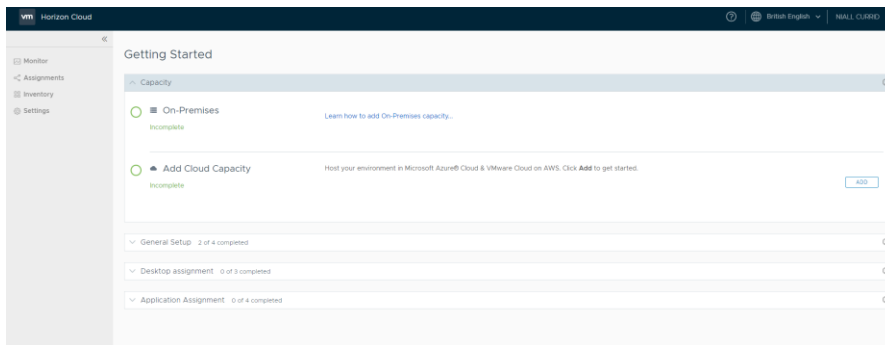 vm Horizon Cloud
British English
NIALL CURRID
Monitor
Assignments
Inventory
Settings
Getting Started
Capacity
On-Premises
Learn how to add On-Premises capacity...
Incomplete
Add Cloud Capacity
Host your environment in Microsoft Azure® Cloud & VMware Cloud on AWS. Click Add to get started.
Incomplete
ADD
General Setup 2 of 4 completed
Desktop assignment 0 of 3 completed
Application Assignment 0 of 4 completed